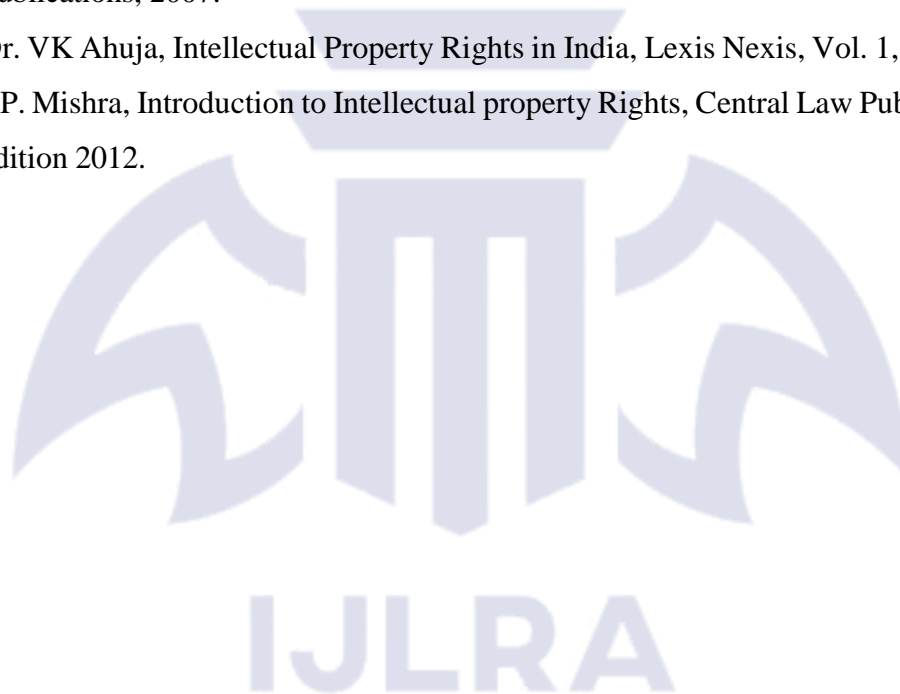 ublications, 2007.
r. VK Ahuja, Intellectual Property Rights in India, Lexis Nexis, Vol. 1,
P. Mishra, Introduction to Intellectual property Rights, Central Law Pub
dition 2012.
IJLRA